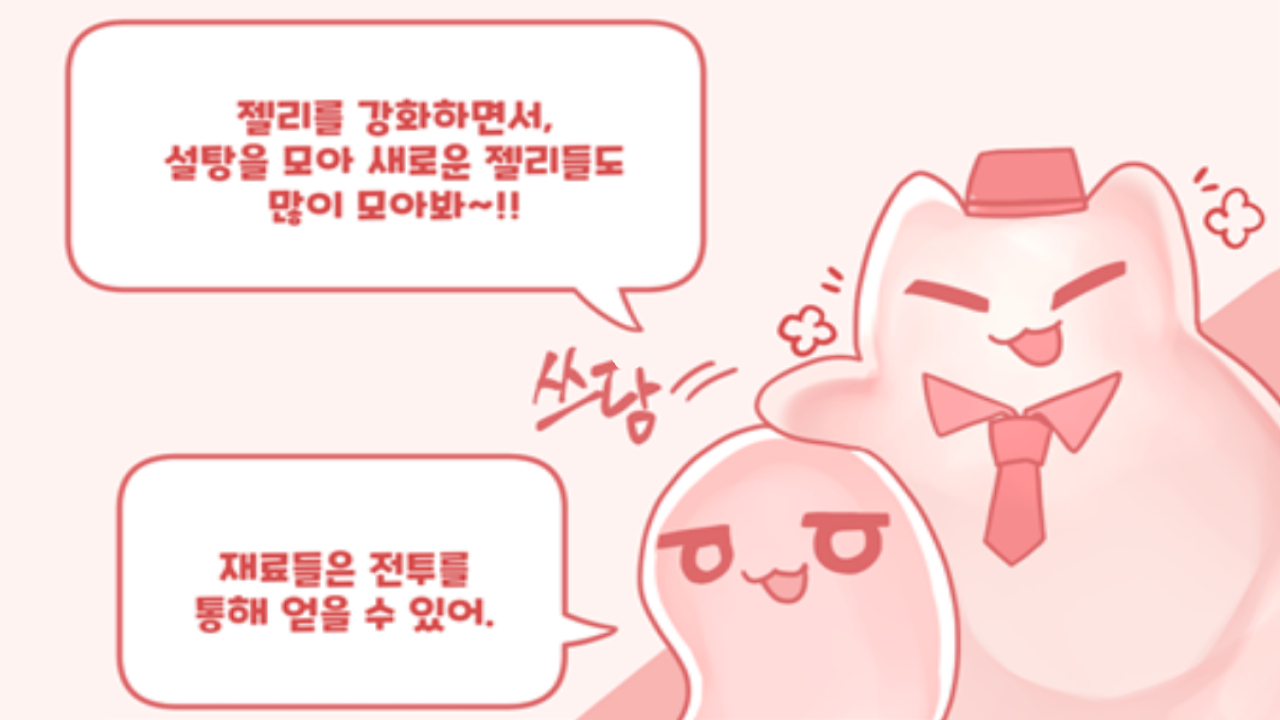 젤리를 강화하면서,
설탕을 모아 새로운 젤리들도
많이 모아봐~!!
쓰담
재료들은 전투를
통해 얻을 수 있어.